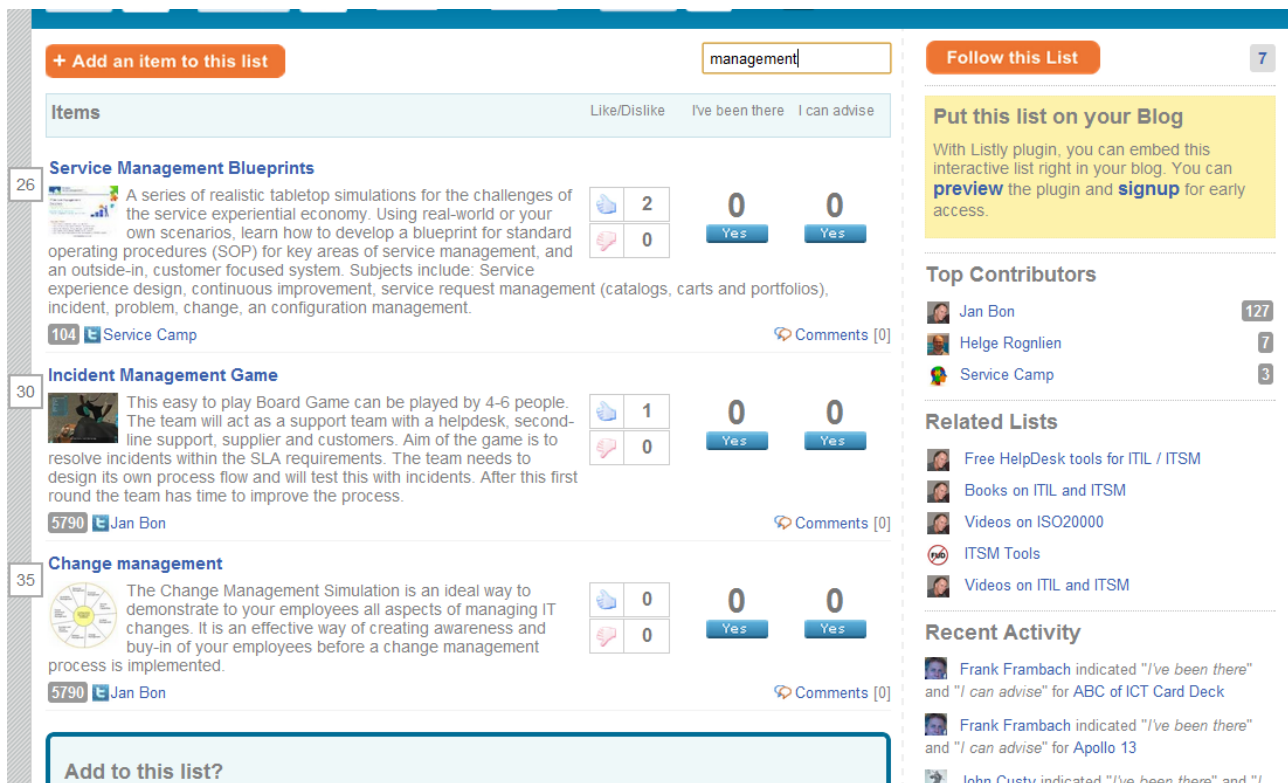 + Add an item to this list
management
Items
Like/Dislike
I've been there
I can advise
26
Service Management Blueprints
A series of realistic tabletop simulations for the challenges of
the service experiential economy. Using real-world or your
own scenarios, learn how to develop a blueprint for standard
operating procedures (SOP) for key areas of service management, and
an outside-in, customer focused system. Subjects include: Service
experience design, continuous improvement, service request management (catalogs, carts and portfolios),
incident, problem, change, an configuration management.
2
0
0
Yes
0
Yes
104 Service Camp
Comments [0]
30
Incident Management Game
This easy to play Board Game can be played by 4-6 people.
The team will act as a support team with a helpdesk, second-
line support, supplier and customers. Aim of the game is to
resolve incidents within the SLA requirements. The team needs to
design its own process flow and will test this with incidents. After this first
round the team has time to improve the process.
1
0
0
Yes
0
Yes
5790 Jan Bon
Comments [0]
35
Change management
The Change Management Simulation is an ideal way to
demonstrate to your employees all aspects of managing IT
changes. It is an effective way of creating awareness and
buy-in of your employees before a change management
process is implemented.
0
0
0
Yes
0
Yes
5790 Jan Bon
Comments [0]
Add to this list?
Follow this List
7
Put this list on your Blog
With Listly plugin, you can embed this
interactive list right in your blog. You can
preview the plugin and signup for early
access.
Top Contributors
Jan Bon 127
Helge Rognlien 7
Service Camp 3
Related Lists
Free HelpDesk tools for ITIL / ITSM
Books on ITIL and ITSM
Videos on ISO20000
ITSM Tools
Videos on ITIL and ITSM
Recent Activity
Frank Frambach indicated "I've been there"
and "I can advise" for ABC of ICT Card Deck
Frank Frambach indicated "I've been there"
and "I can advise" for Apollo 13
John Custy indicated "I've been there" and "I